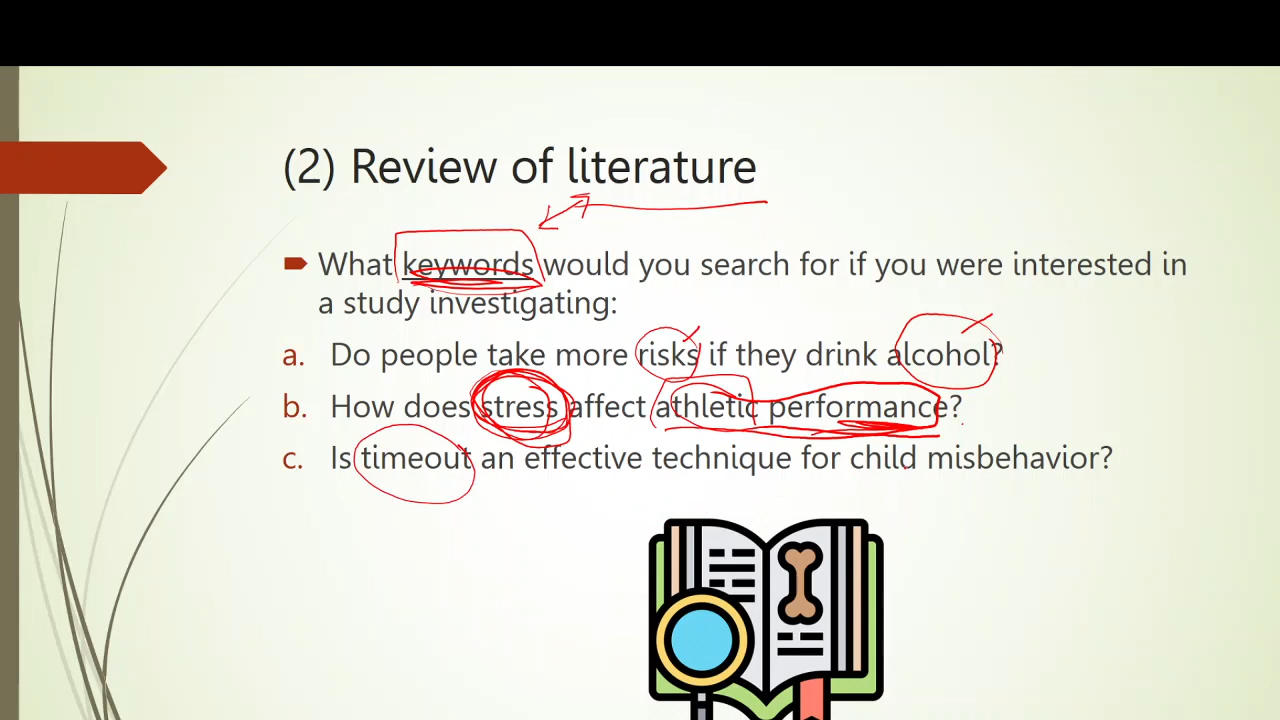 (2) Review of literature
What keywords would you search for if you were interested in
a study investigating:
a. Do people take more risks if they drink alcohol?
b. How does stress affect athletic performance?
c. Is timeout an effective technique for child misbehavior?